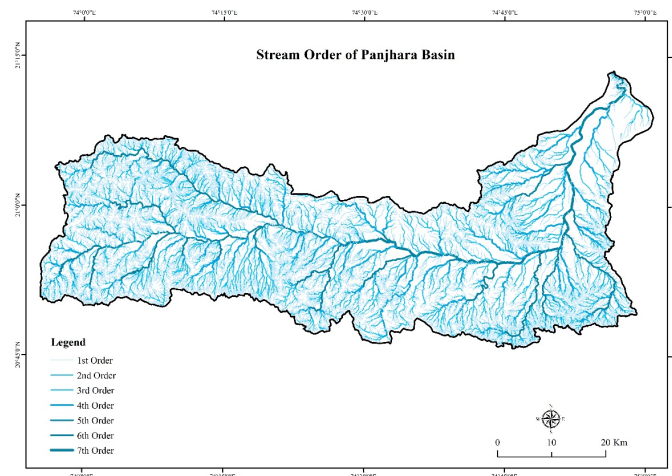 74°0'0"E 74°15'0"E 74°30'0"E 74°45'0"E 75°0'0"E
Stream Order of Panjhara Basin
21°15'0"N
21°0'0"N
20°45'0"N
Legend
1st Order
2nd Order
3rd Order
4th Order
5th Order
6th Order
7th Order
N
W E
S
0 10 20 Km